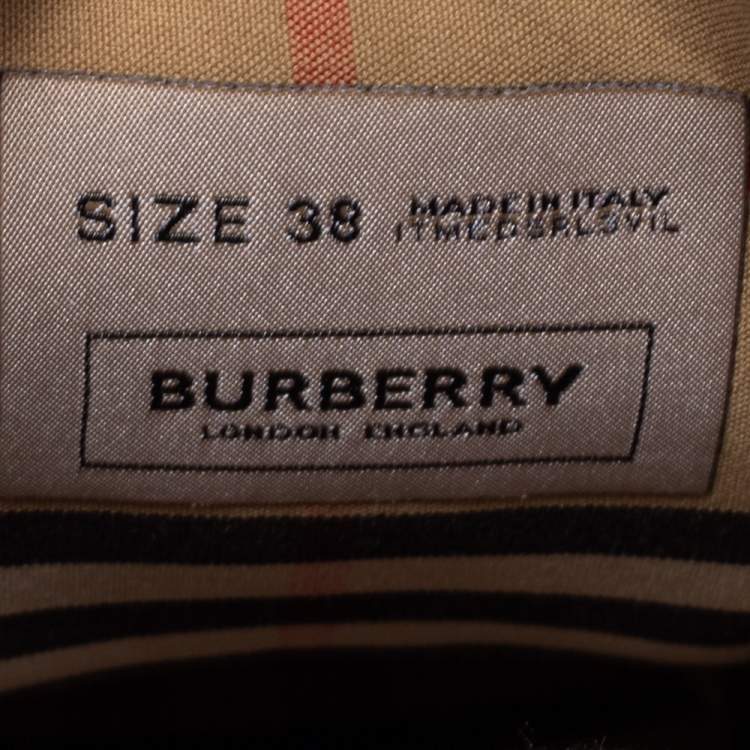 SIZE 38 MADE IN ITALY
BURBERRY
LONDON ENGLAND